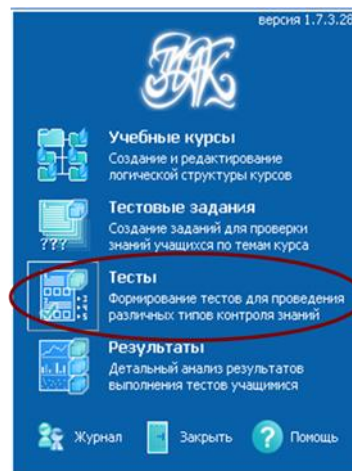 версия 1.7.3.28
Учебные курсы
Создание и редактирование
логической структуры курсов
Тестовые задания
Создание заданий для проверки
знаний учащихся по темам курса
???
Тесты
Формирование тестов для проведения
различных типов контроля знаний
Результаты
Детальный анализ результатов
выполнения тестов учащимися
Журнал
Закрыть
? Помощь